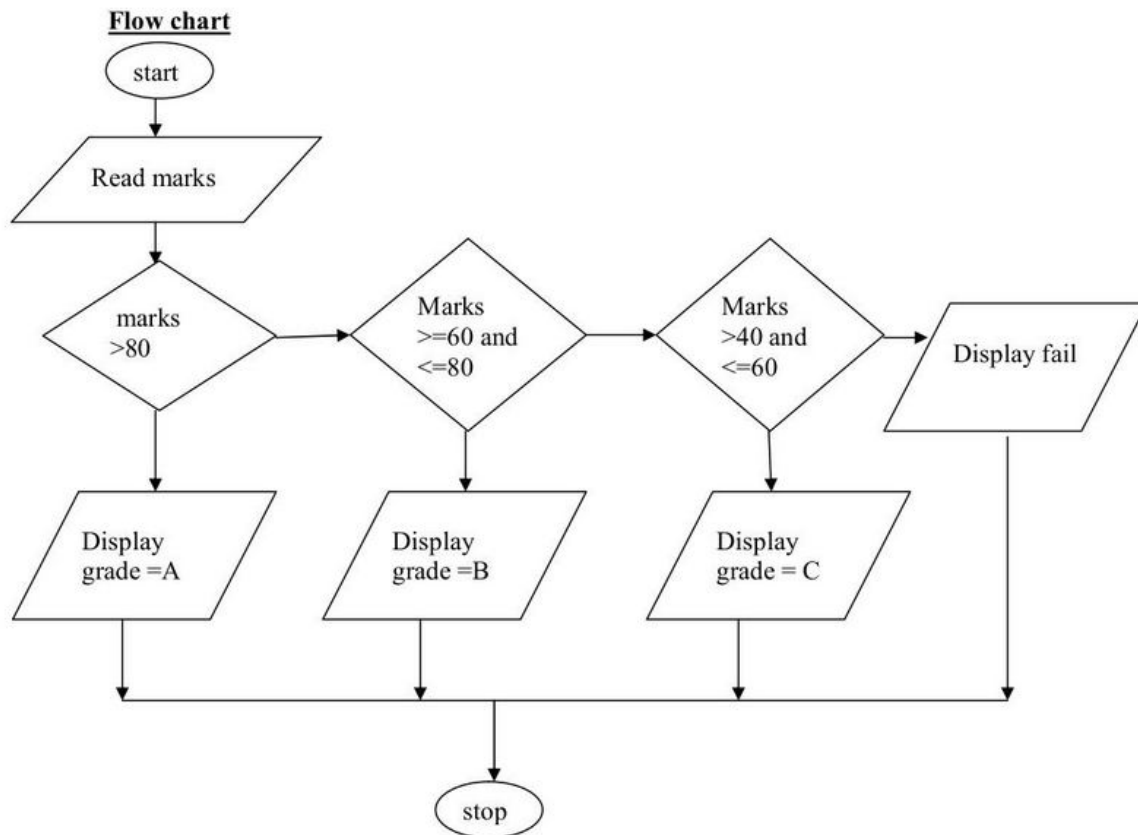 Flow chart
start
Read marks
marks
>80
Marks
>=60 and
<=80
Marks
>40 and
<=60
Display fail
Display
grade =A
Display
grade =B
Display
grade = C
stop